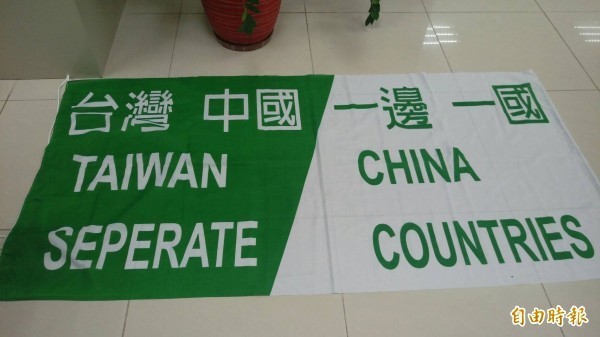 台灣 中國 一邊 一國
TAIWAN CHINA
SEPERATE COUNTRIES
自由時報